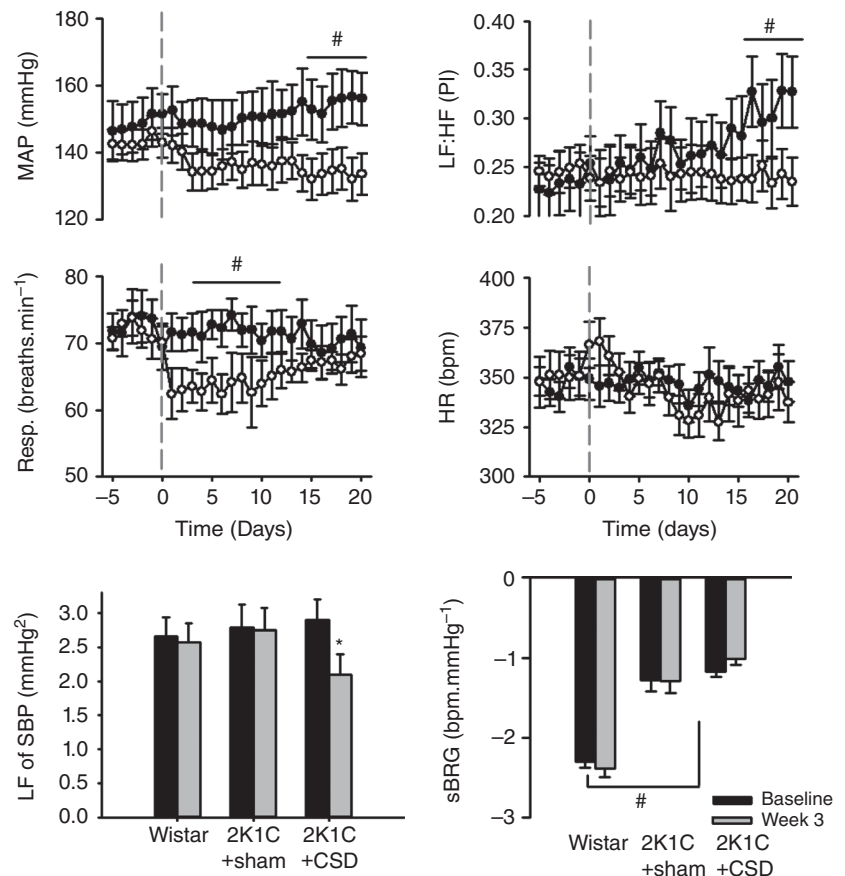 MAP (mmHg)
180
160
140
120
#
LF:HF (PI)
0.40
0.35
0.30
0.25
0.20
#
Resp. (breaths.min⁻¹)
80
70
60
50
#
–5 0 5 10 15 20
Time (Days)
HR (bpm)
400
375
350
325
300
–5 0 5 10 15 20
Time (days)
LF of SBP (mmHg²)
3.0
2.5
2.0
1.5
1.0
0.5
0.0
*
Wistar 2K1C 2K1C
+sham +CSD
sBRG (bpm.mmHg⁻¹)
0
–1
–2
–3
#
Baseline
Week 3
Wistar 2K1C 2K1C
+sham +CSD